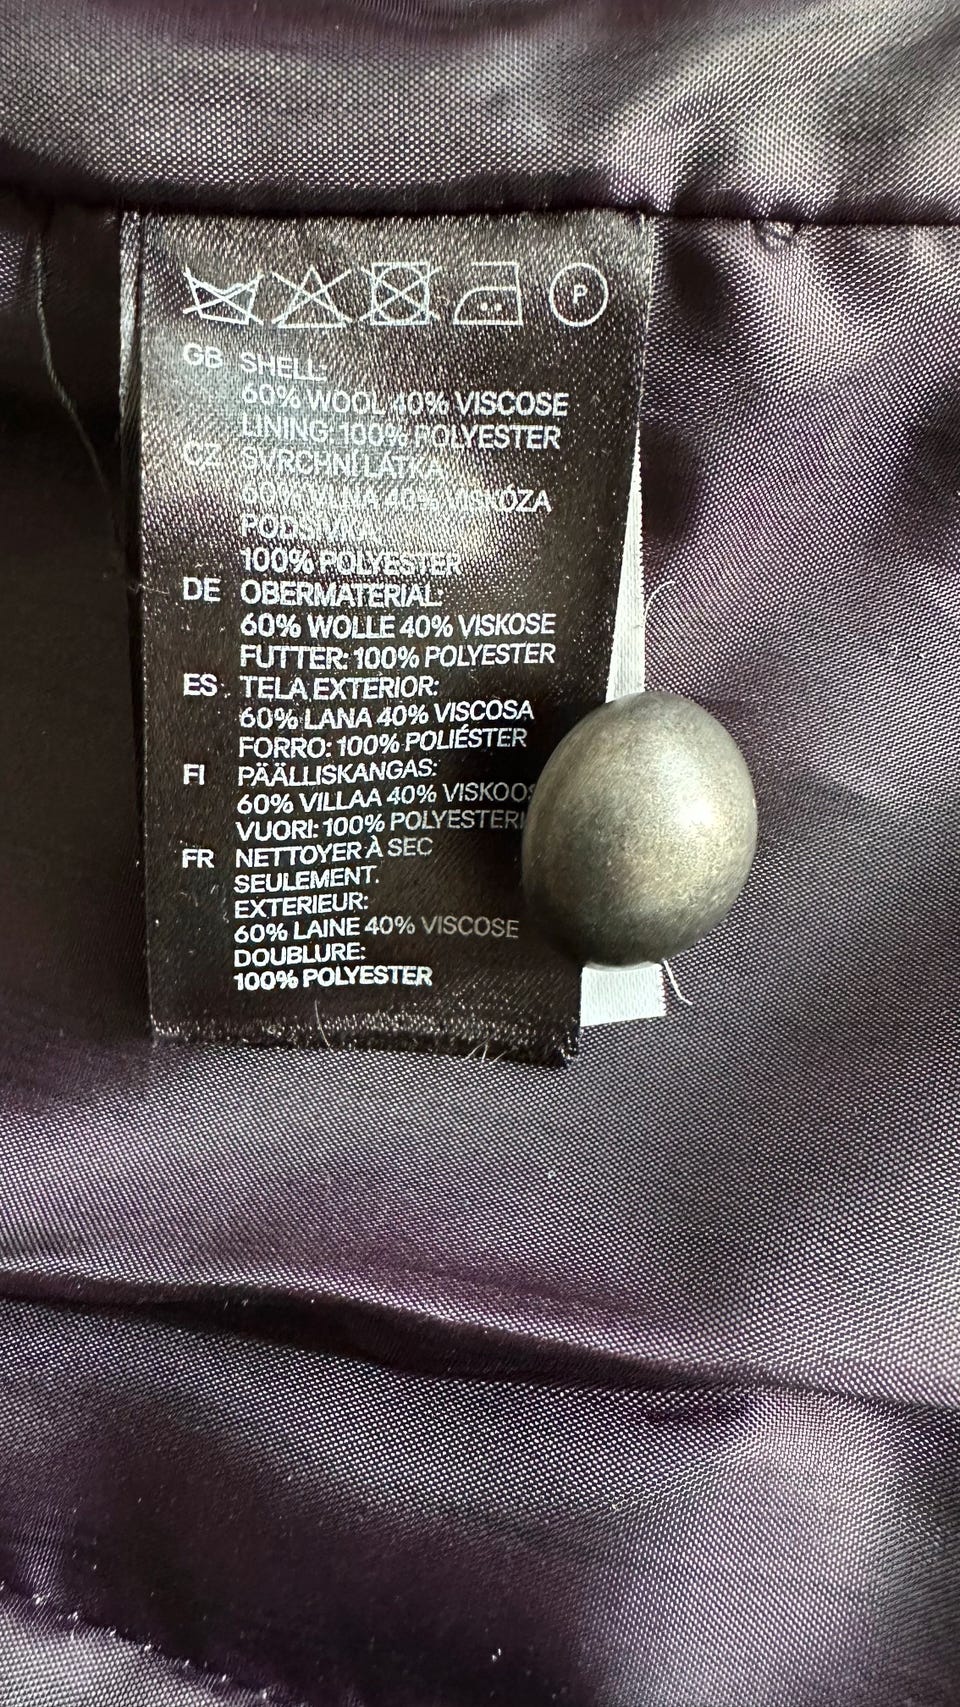 P
GB SHELL:
60% WOOL 40% VISCOSE
LINING: 100% POLYESTER
CZ SVRCHNÍ LÁTKA:
60% VLNA 40% VISKÓZA
PODŠÍVKA:
100% POLYESTER
DE OBERMATERIAL:
60% WOLLE 40% VISKOSE
FUTTER: 100% POLYESTER
ES TELA EXTERIOR:
60% LANA 40% VISCOSA
FORRO: 100% POLIÉSTER
FI PÄÄLLISKANGAS:
60% VILLAA 40%
VUORI: 100%
FR NETTOYER À SEC
SEULEMENT.
EXTERIEUR:
60% LAINE 40% VISCOSE
DOUBLURE:
100% POLYESTER